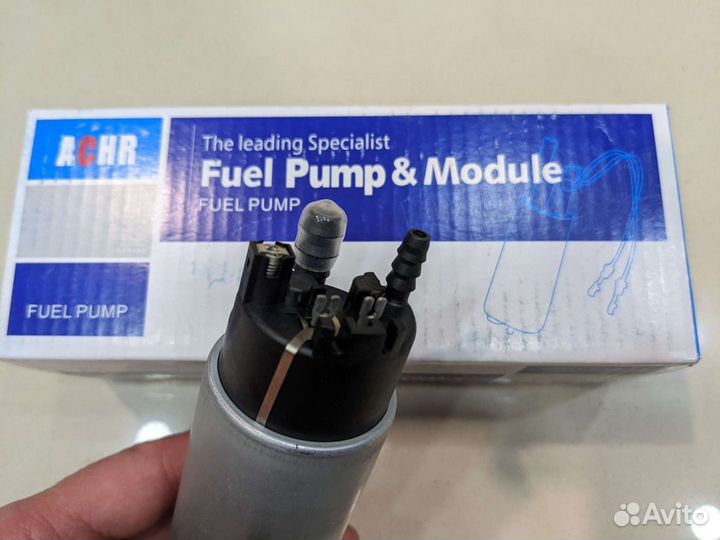 ACHR
The leading Specialist
Fuel Pump & Module
FUEL PUMP
FUEL PUMP
Avito